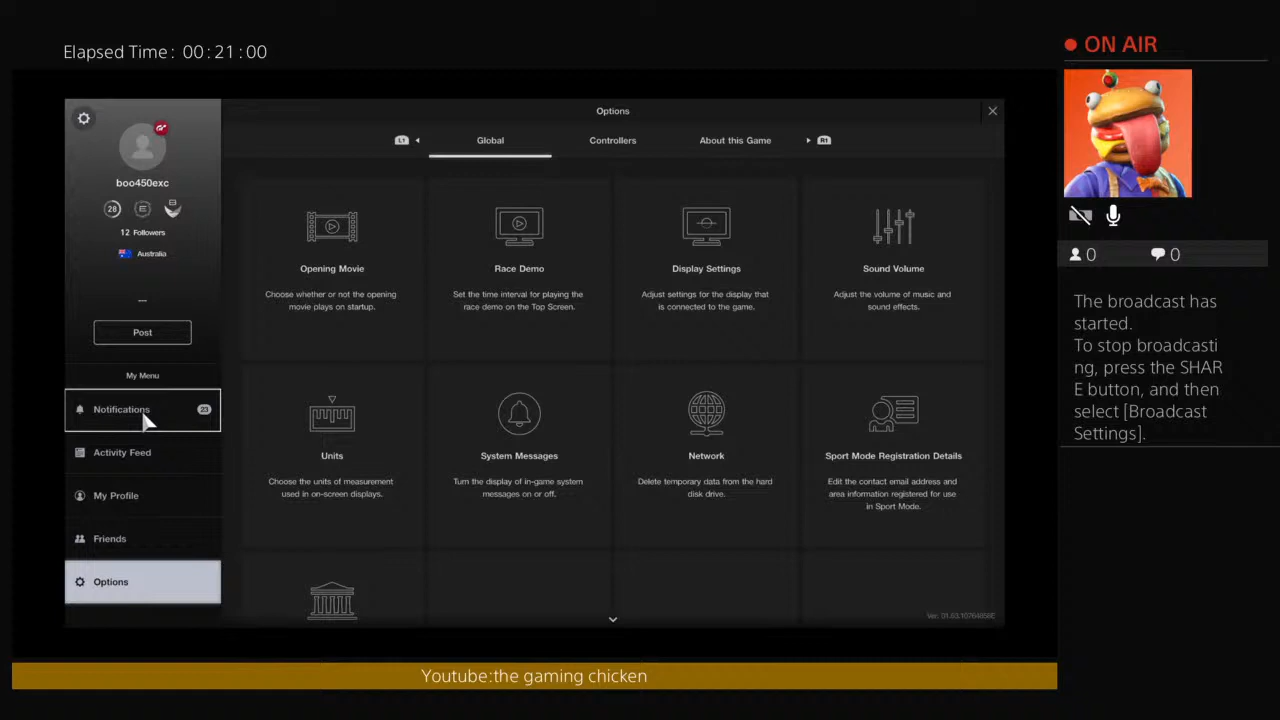 Elapsed Time: 00:21:00
ON AIR
Options
L1
Global
Controllers
About this Game
R1
boo450exc
28
E
12 Followers
Australia
---
Post
My Menu
Notifications
23
Activity Feed
My Profile
Friends
Options
Opening Movie
Choose whether or not the opening
movie plays on startup.
Race Demo
Set the time interval for playing the
race demo on the Top Screen.
Display Settings
Adjust settings for the display that
is connected to the game.
Sound Volume
Adjust the volume of music and
sound effects.
Units
Choose the units of measurement
used in on-screen displays.
System Messages
Turn the display of in-game system
messages on or off.
Network
Delete temporary data from the hard
disk drive.
Sport Mode Registration Details
Edit the contact email address and
area information registered for use
in Sport Mode.
0
0
The broadcast has
started.
To stop broadcasti
ng, press the SHAR
E button, and then
select [Broadcast
Settings].
Youtube:the gaming chicken